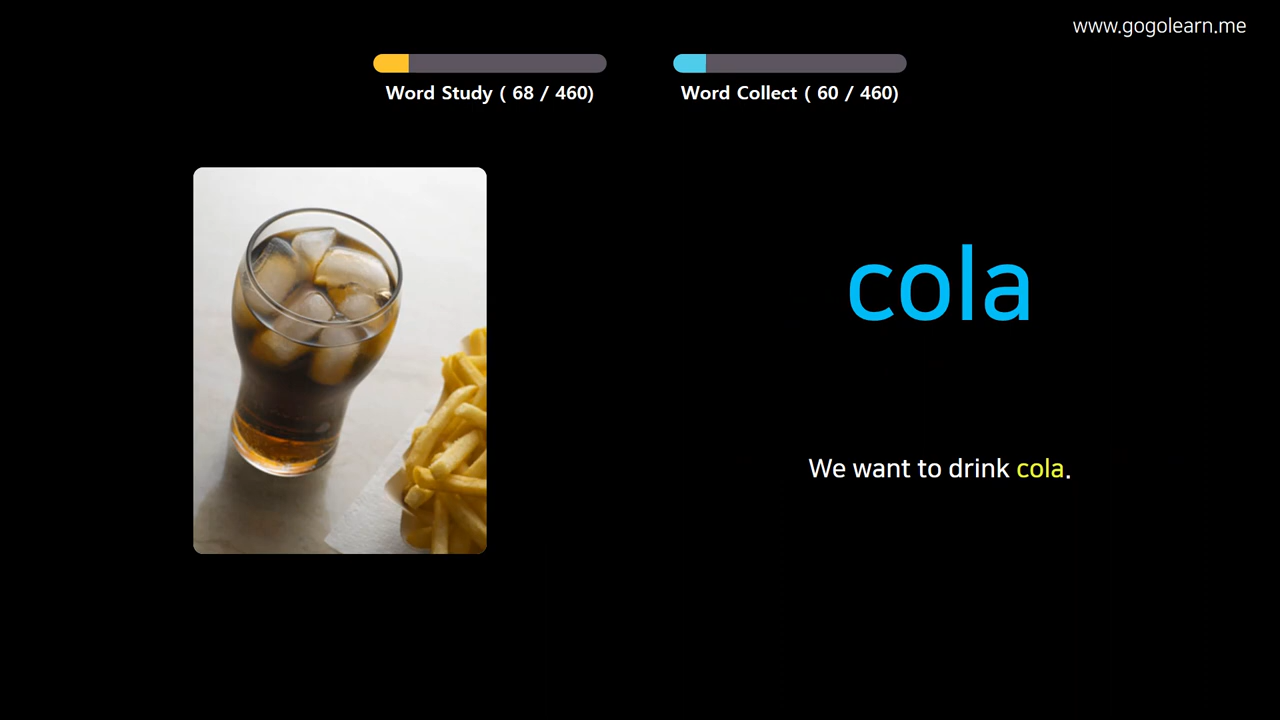 www.gogolearn.me
Word Study ( 68 / 460)
Word Collect ( 60 / 460)
cola
We want to drink cola.